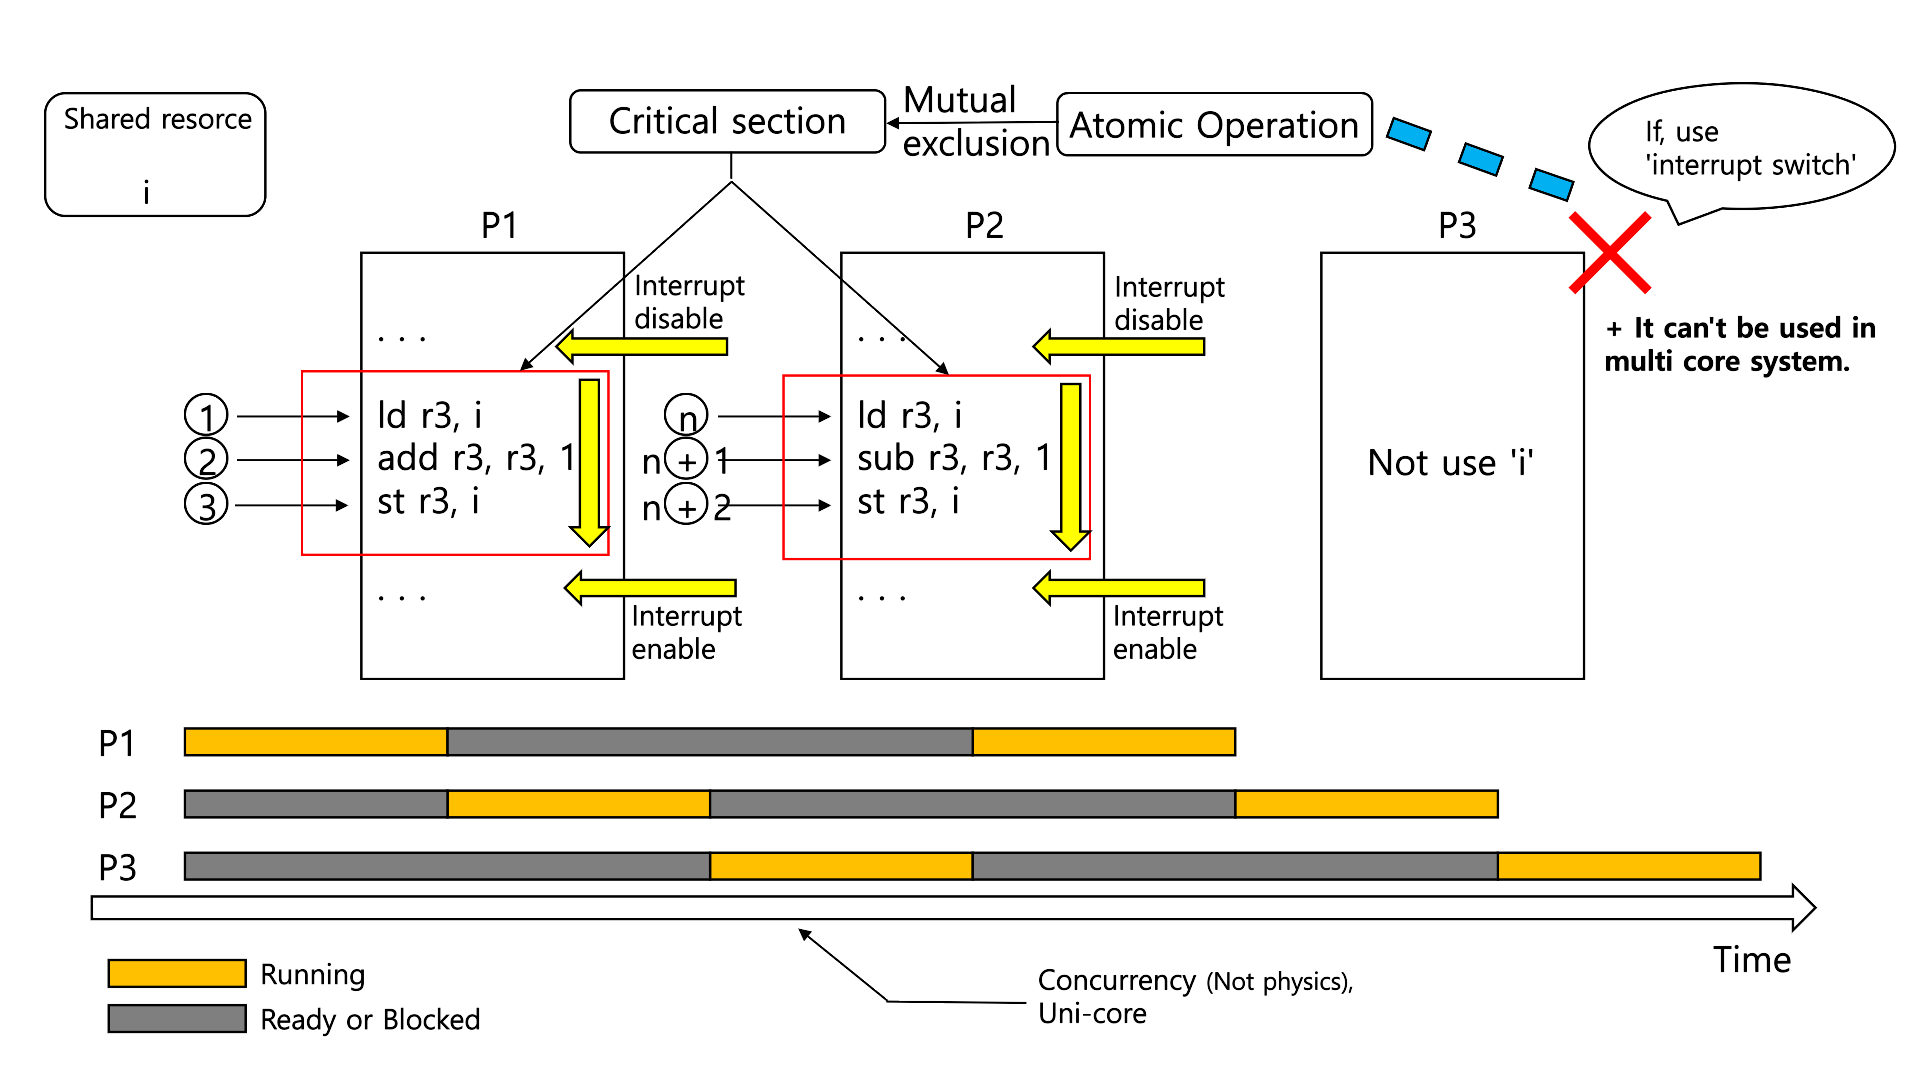 Shared resorce
i
Critical section
Mutual
exclusion
Atomic Operation
If, use
'interrupt switch'
P1
P2
P3
Interrupt
disable
Interrupt
disable
+ It can't be used in
multi core system.
. . .
. . .
1
ld r3, i
2
add r3, r3, 1
3
st r3, i
n
ld r3, i
n + 1
sub r3, r3, 1
n + 2
st r3, i
Not use 'i'
. . .
. . .
Interrupt
enable
Interrupt
enable
P1
P2
P3
Time
Running
Ready or Blocked
Concurrency (Not physics),
Uni-core